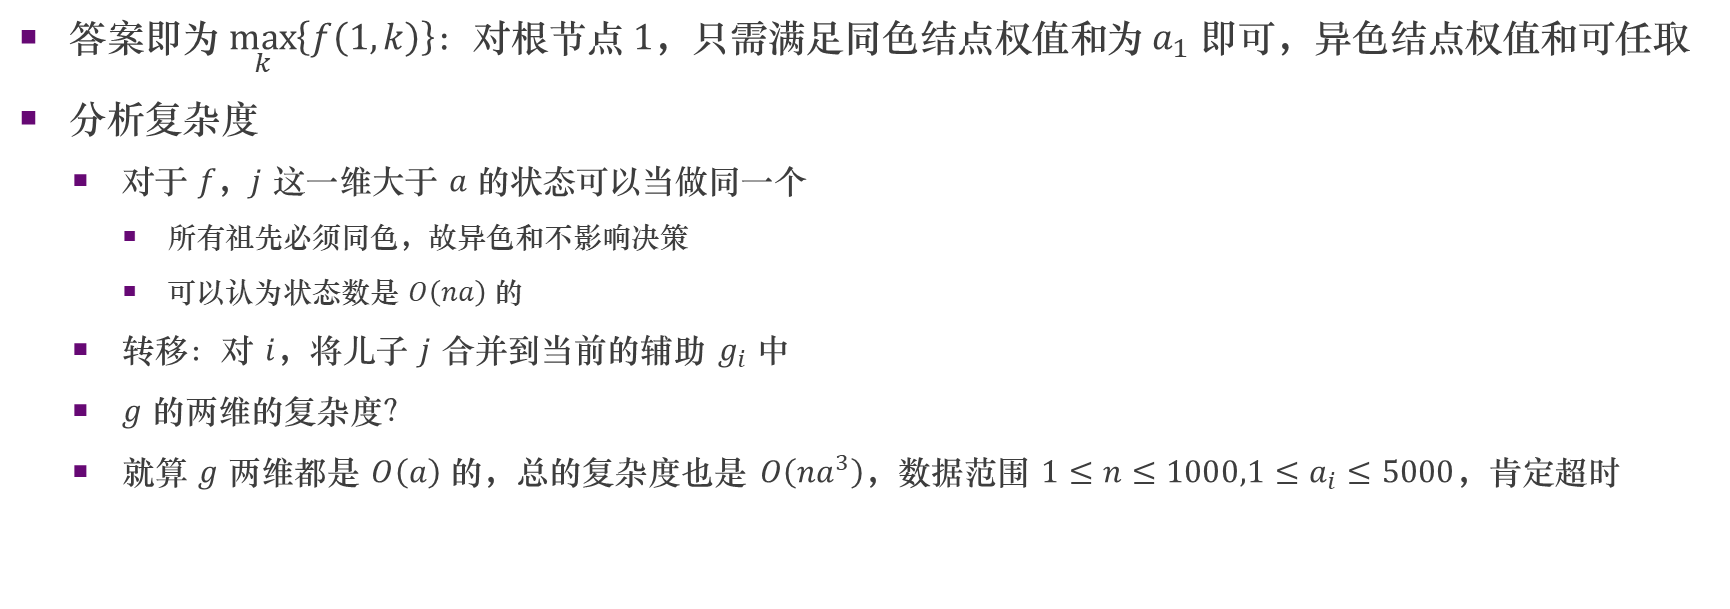 ▪ 答案即为 max{f(1,k)}：对根节点 1，只需满足同色结点权值和为 a₁ 即可，异色结点权值和可任取
k
▪ 分析复杂度
▪ 对于 f，j 这一维大于 a 的状态可以当做同一个
▪ 所有祖先必须同色，故异色和不影响决策
▪ 可以认为状态数是 O(na) 的
▪ 转移：对 i，将儿子 j 合并到当前的辅助 gᵢ 中
▪ g 的两维的复杂度？
▪ 就算 g 两维都是 O(a) 的，总的复杂度也是 O(na³)，数据范围 1 ≤ n ≤ 1000,1 ≤ aᵢ ≤ 5000，肯定超时